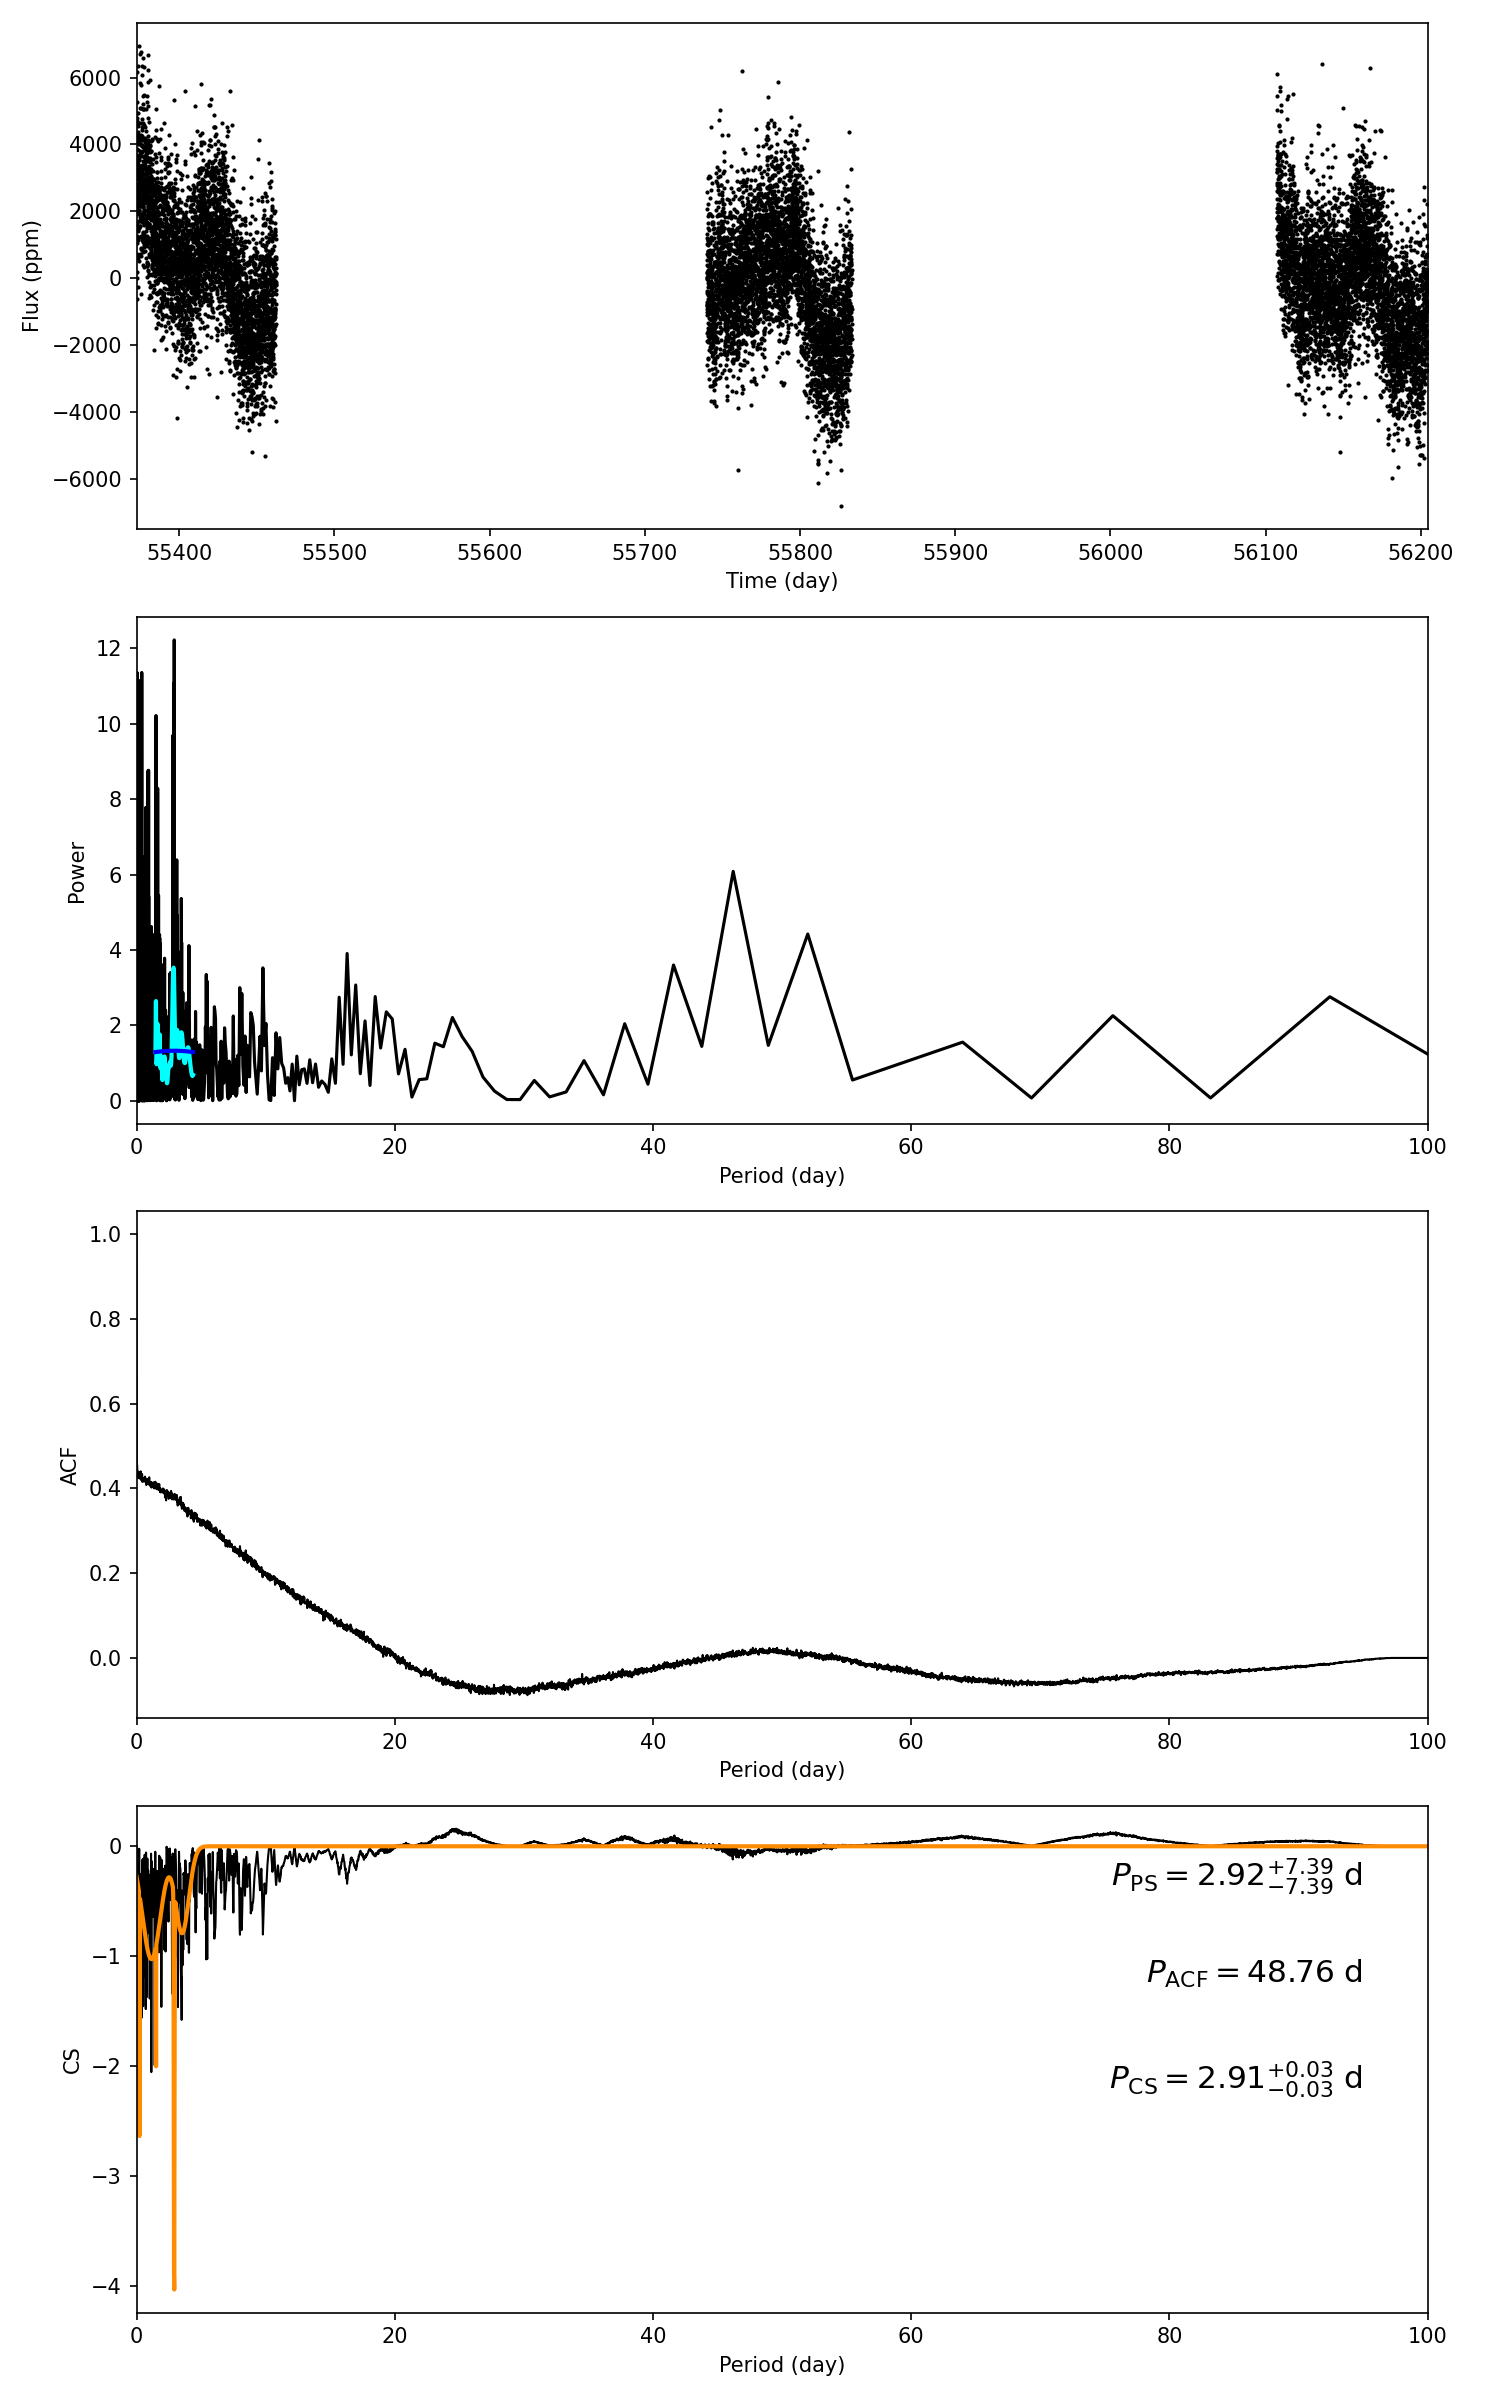 6000
4000
2000
0
−2000
−4000
−6000
Flux (ppm)
55400 55500 55600 55700 55800 55900 56000 56100 56200
Time (day)
12
10
8
6
4
2
0
Power
0 20 40 60 80 100
Period (day)
1.0
0.8
0.6
0.4
0.2
0.0
ACF
0 20 40 60 80 100
Period (day)
0
−1
−2
−3
−4
CS
P_PS = 2.92^{+7.39}_{−7.39} d
P_ACF = 48.76 d
P_CS = 2.91^{+0.03}_{−0.03} d
0 20 40 60 80 100
Period (day)